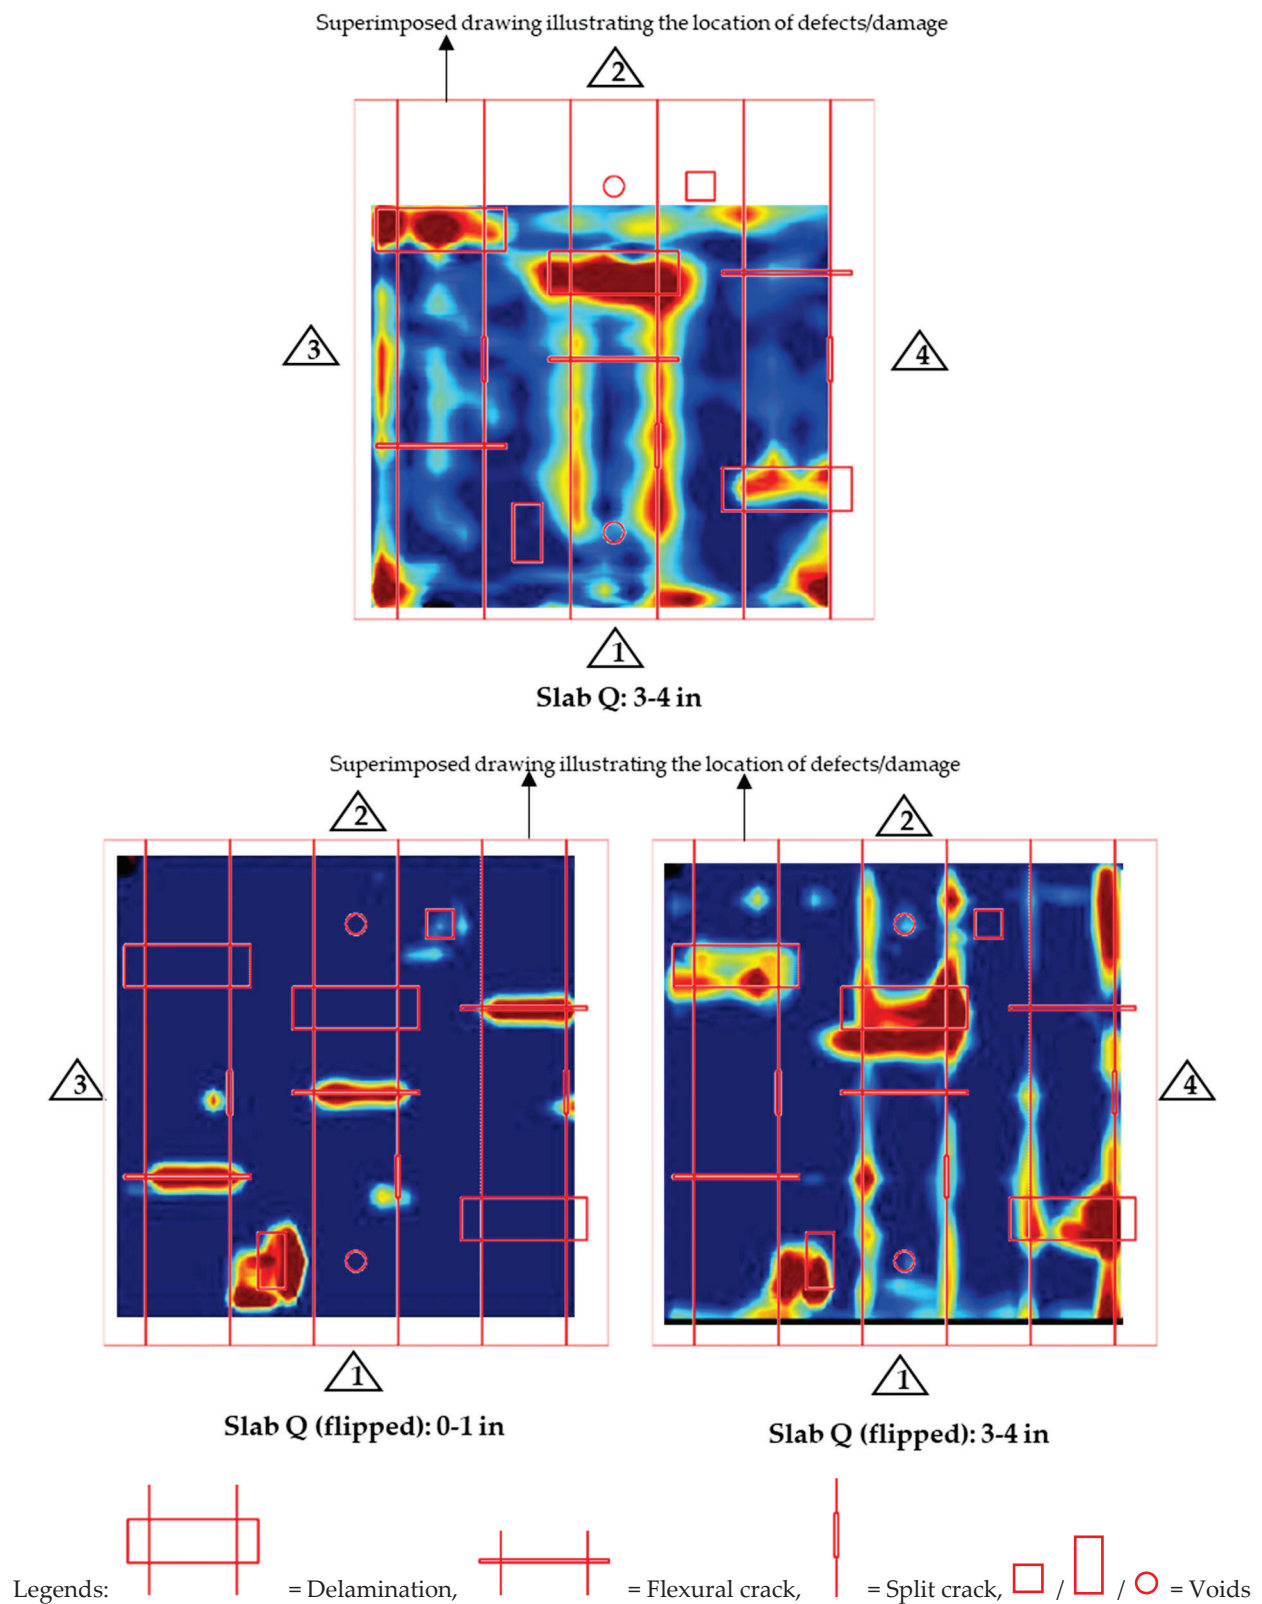 Superimposed drawing illustrating the location of defects/damage
2
3
4
1
Slab Q: 3-4 in
Superimposed drawing illustrating the location of defects/damage
2
2
3
4
1
1
Slab Q (flipped): 0-1 in
Slab Q (flipped): 3-4 in
Legends: = Delamination, = Flexural crack, = Split crack, / / = Voids